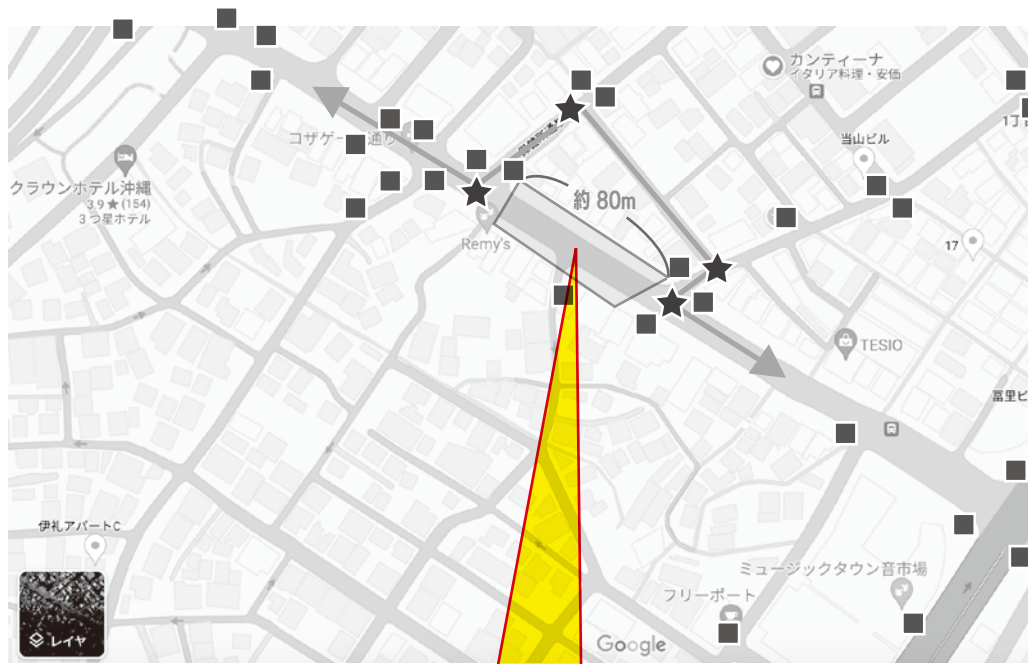 カンティーナ
イタリア料理・安価
1丁目
コザゲート通り
当山ビル
クラウンホテル沖縄
3.9★(154)
3つ星ホテル
約 80m
Remy's
17
TESIO
冨里ビ
伊礼アパートC
ミュージックタウン音市場
フリーポート
レイヤ
Google